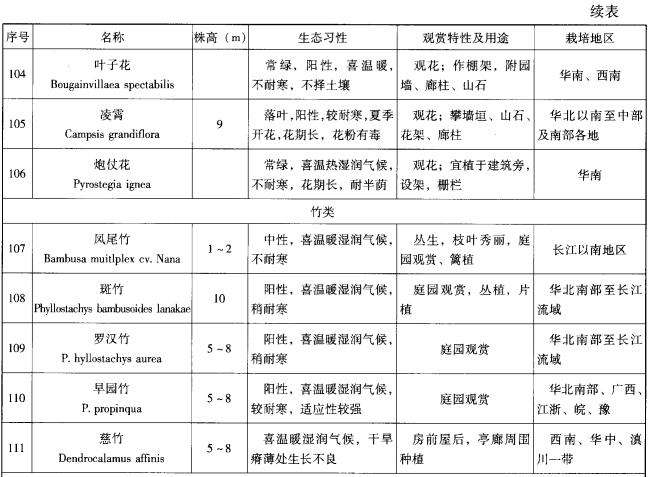 续表
序号 名称 株高（m） 生态习性 观赏特性及用途 栽培地区
104 叶子花 常绿，阳性，喜温暖， 观花；作棚架，附园 华南、西南
Bougainvillaea spectabilis 不耐寒，不择土壤 墙、廊柱、山石
105 凌霄 9 落叶，阳性，较耐寒，夏季 观花；攀墙垣、山石、 华北以南至中部
Campsis grandiflora 开花，花期长，花粉有毒 花架、廊柱 及南部各地
106 炮仗花 常绿，喜温热湿润气候， 观花；宜植于建筑旁， 华南
Pyrostegia ignea 不耐寒，花期长，耐半荫 设架，栅栏
竹类
107 凤尾竹 1~2 中性，喜温暖湿润气候， 丛生，枝叶秀丽，庭 长江以南地区
Bambusa muitlplex cv. Nana 不耐寒 园观赏、篱植
108 斑竹 10 阳性，喜温暖湿润气候， 庭园观赏，丛植，片 华北南部至长江
Phyllostachys bambusoides lanakae 稍耐寒 植 流域
109 罗汉竹 5~8 阳性，喜温暖湿润气候， 庭园观赏 华北南部至长江
P. hyllostachys aurea 稍耐寒 流域
110 早园竹 5~8 阳性，喜温暖湿润气候， 庭园观赏 华北南部、广西、
P. propinqua 较耐寒，适应性较强 江浙、皖、豫
111 慈竹 5~8 喜温暖湿润气候，干旱 房前屋后，亭廊周围 西南、华中、滇
Dendrocalamus affinis 瘠薄处生长不良 种植 川一带